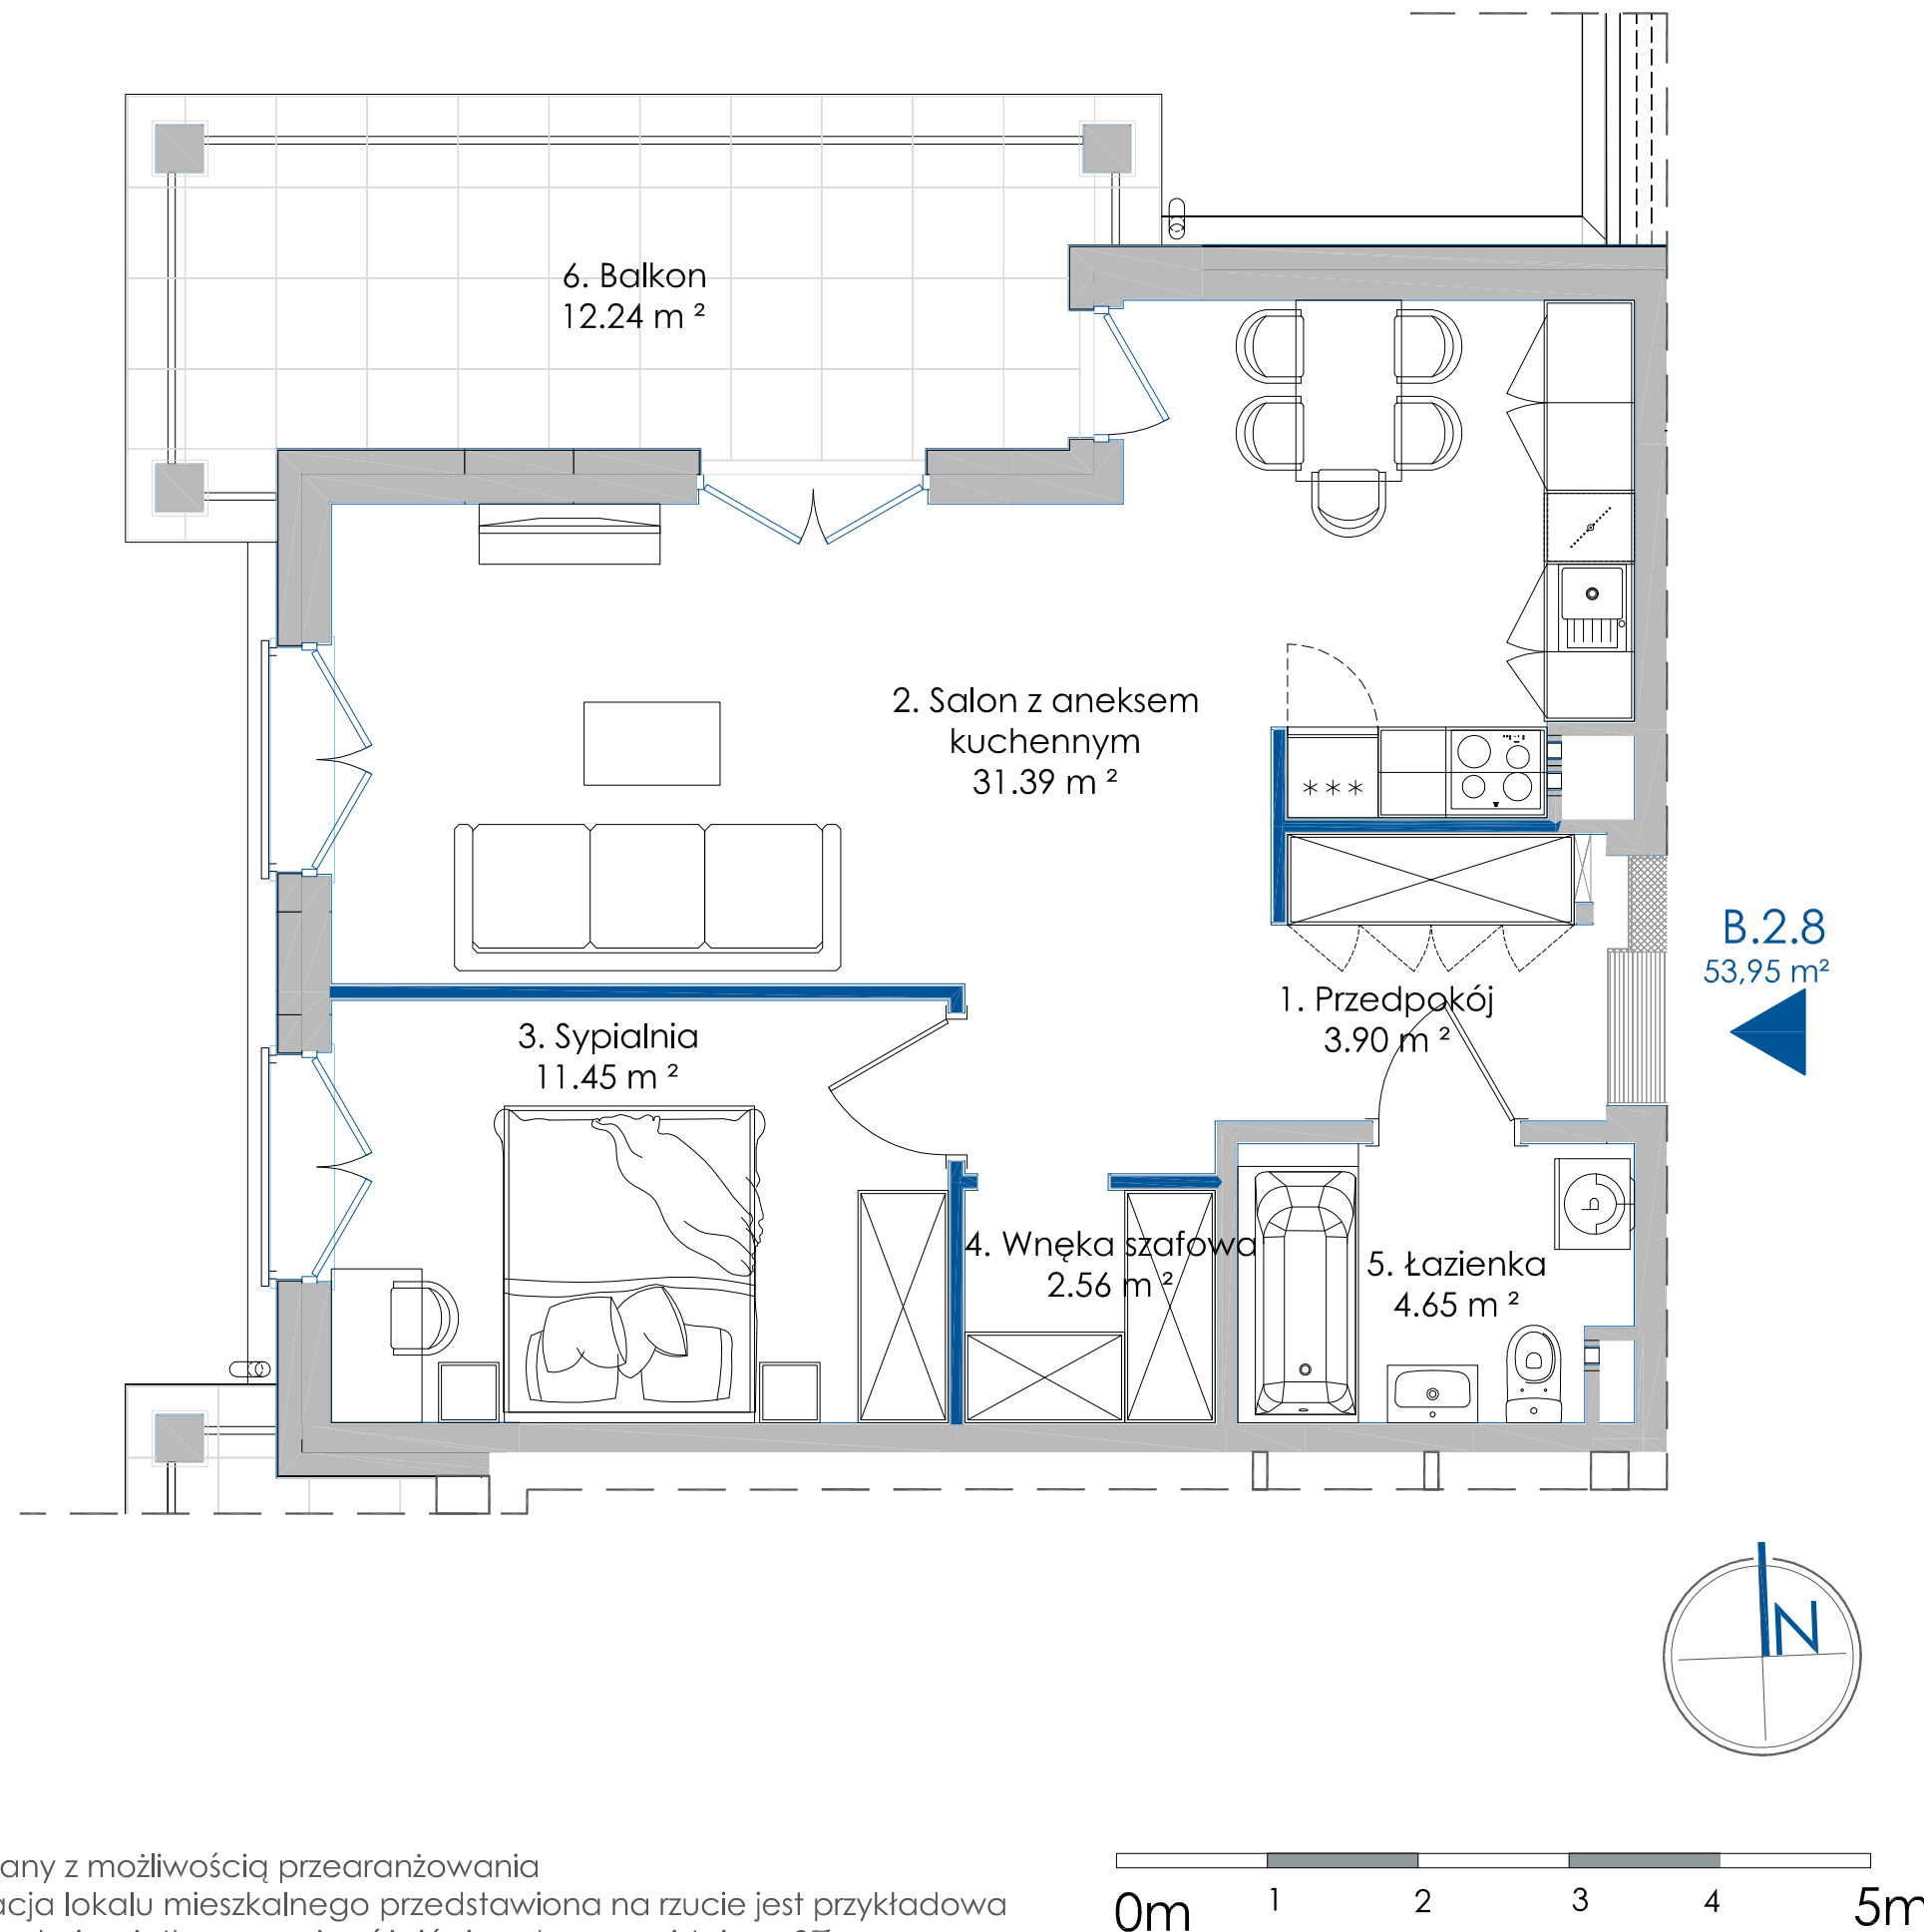 6. Balkon
12.24 m ²
2. Salon z aneksem
kuchennym
31.39 m ²
B.2.8
53,95 m²
1. Przedpokój
3.90 m ²
3. Sypialnia
11.45 m ²
4. Wnęka szafowa
2.56 m ²
5. Łazienka
4.65 m ²
N
any z możliwością przearanżowania
acja lokalu mieszkalnego przedstawiona na rzucie jest przykładowa
0m 1 2 3 4 5m